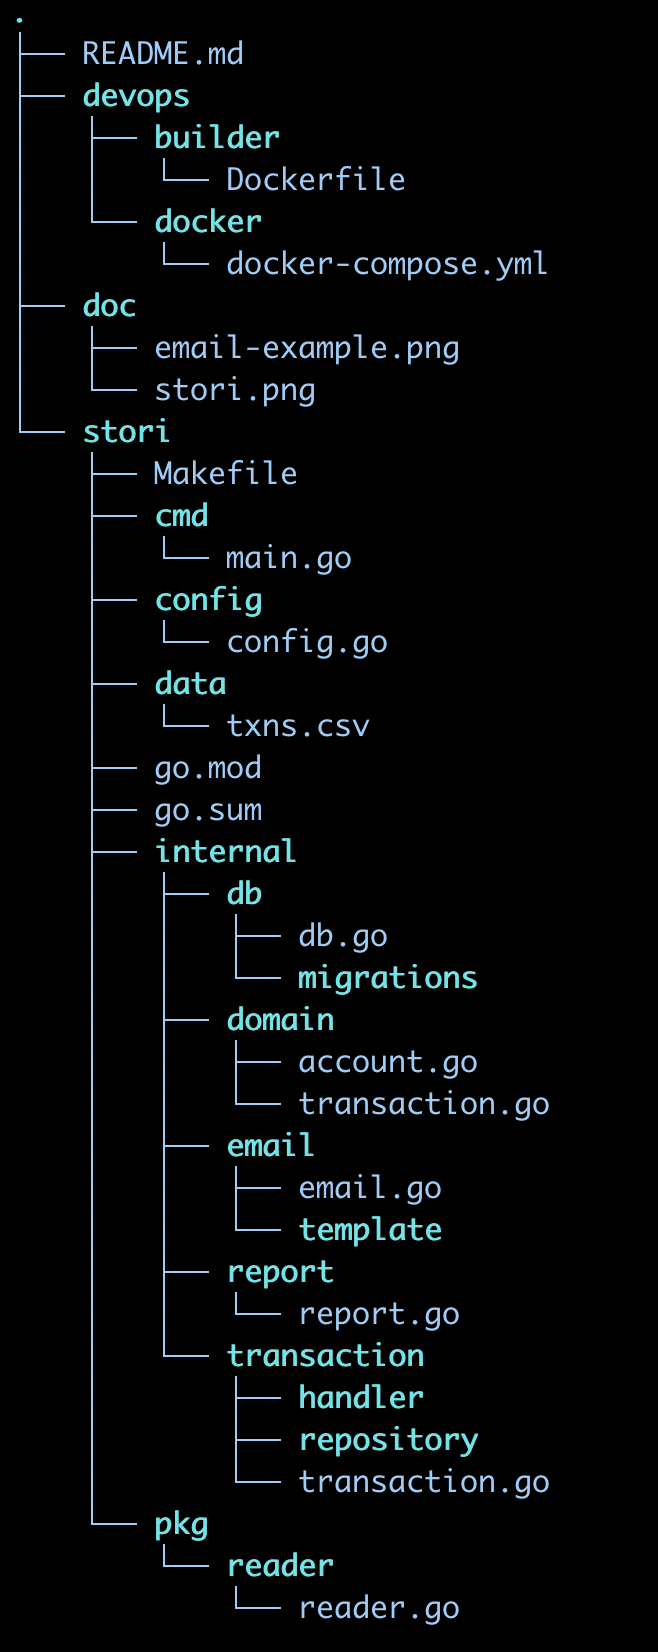 .
├── README.md
├── devops
│   ├── builder
│   │   └── Dockerfile
│   └── docker
│       └── docker-compose.yml
├── doc
│   ├── email-example.png
│   └── stori.png
└── stori
    ├── Makefile
    ├── cmd
    │   └── main.go
    ├── config
    │   └── config.go
    ├── data
    │   └── txns.csv
    ├── go.mod
    ├── go.sum
    ├── internal
    │   ├── db
    │   │   ├── db.go
    │   │   └── migrations
    │   ├── domain
    │   │   ├── account.go
    │   │   └── transaction.go
    │   ├── email
    │   │   ├── email.go
    │   │   └── template
    │   ├── report
    │   │   └── report.go
    │   └── transaction
    │       ├── handler
    │       ├── repository
    │       └── transaction.go
    └── pkg
        └── reader
            └── reader.go